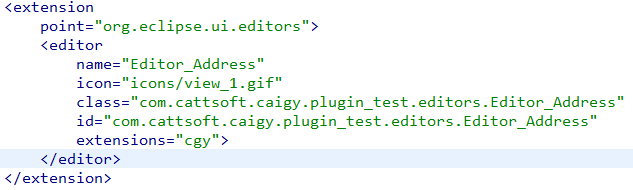 <extension
point="org.eclipse.ui.editors">
<editor
name="Editor_Address"
icon="icons/view_1.gif"
class="com.cattsoft.caigy.plugin_test.editors.Editor_Address"
id="com.cattsoft.caigy.plugin_test.editors.Editor_Address"
extensions="cgy">
</editor>
</extension>